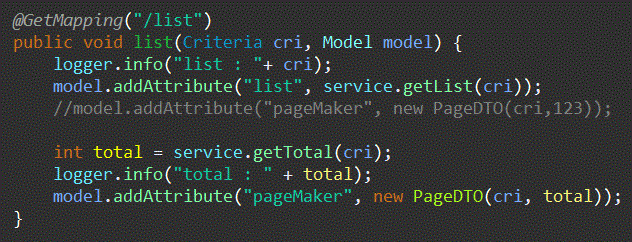 @GetMapping("/list")
public void list(Criteria cri, Model model) {
    logger.info("list : "+ cri);
    model.addAttribute("list", service.getList(cri));
    //model.addAttribute("pageMaker", new PageDTO(cri,123));

    int total = service.getTotal(cri);
    logger.info("total : " + total);
    model.addAttribute("pageMaker", new PageDTO(cri, total));
}